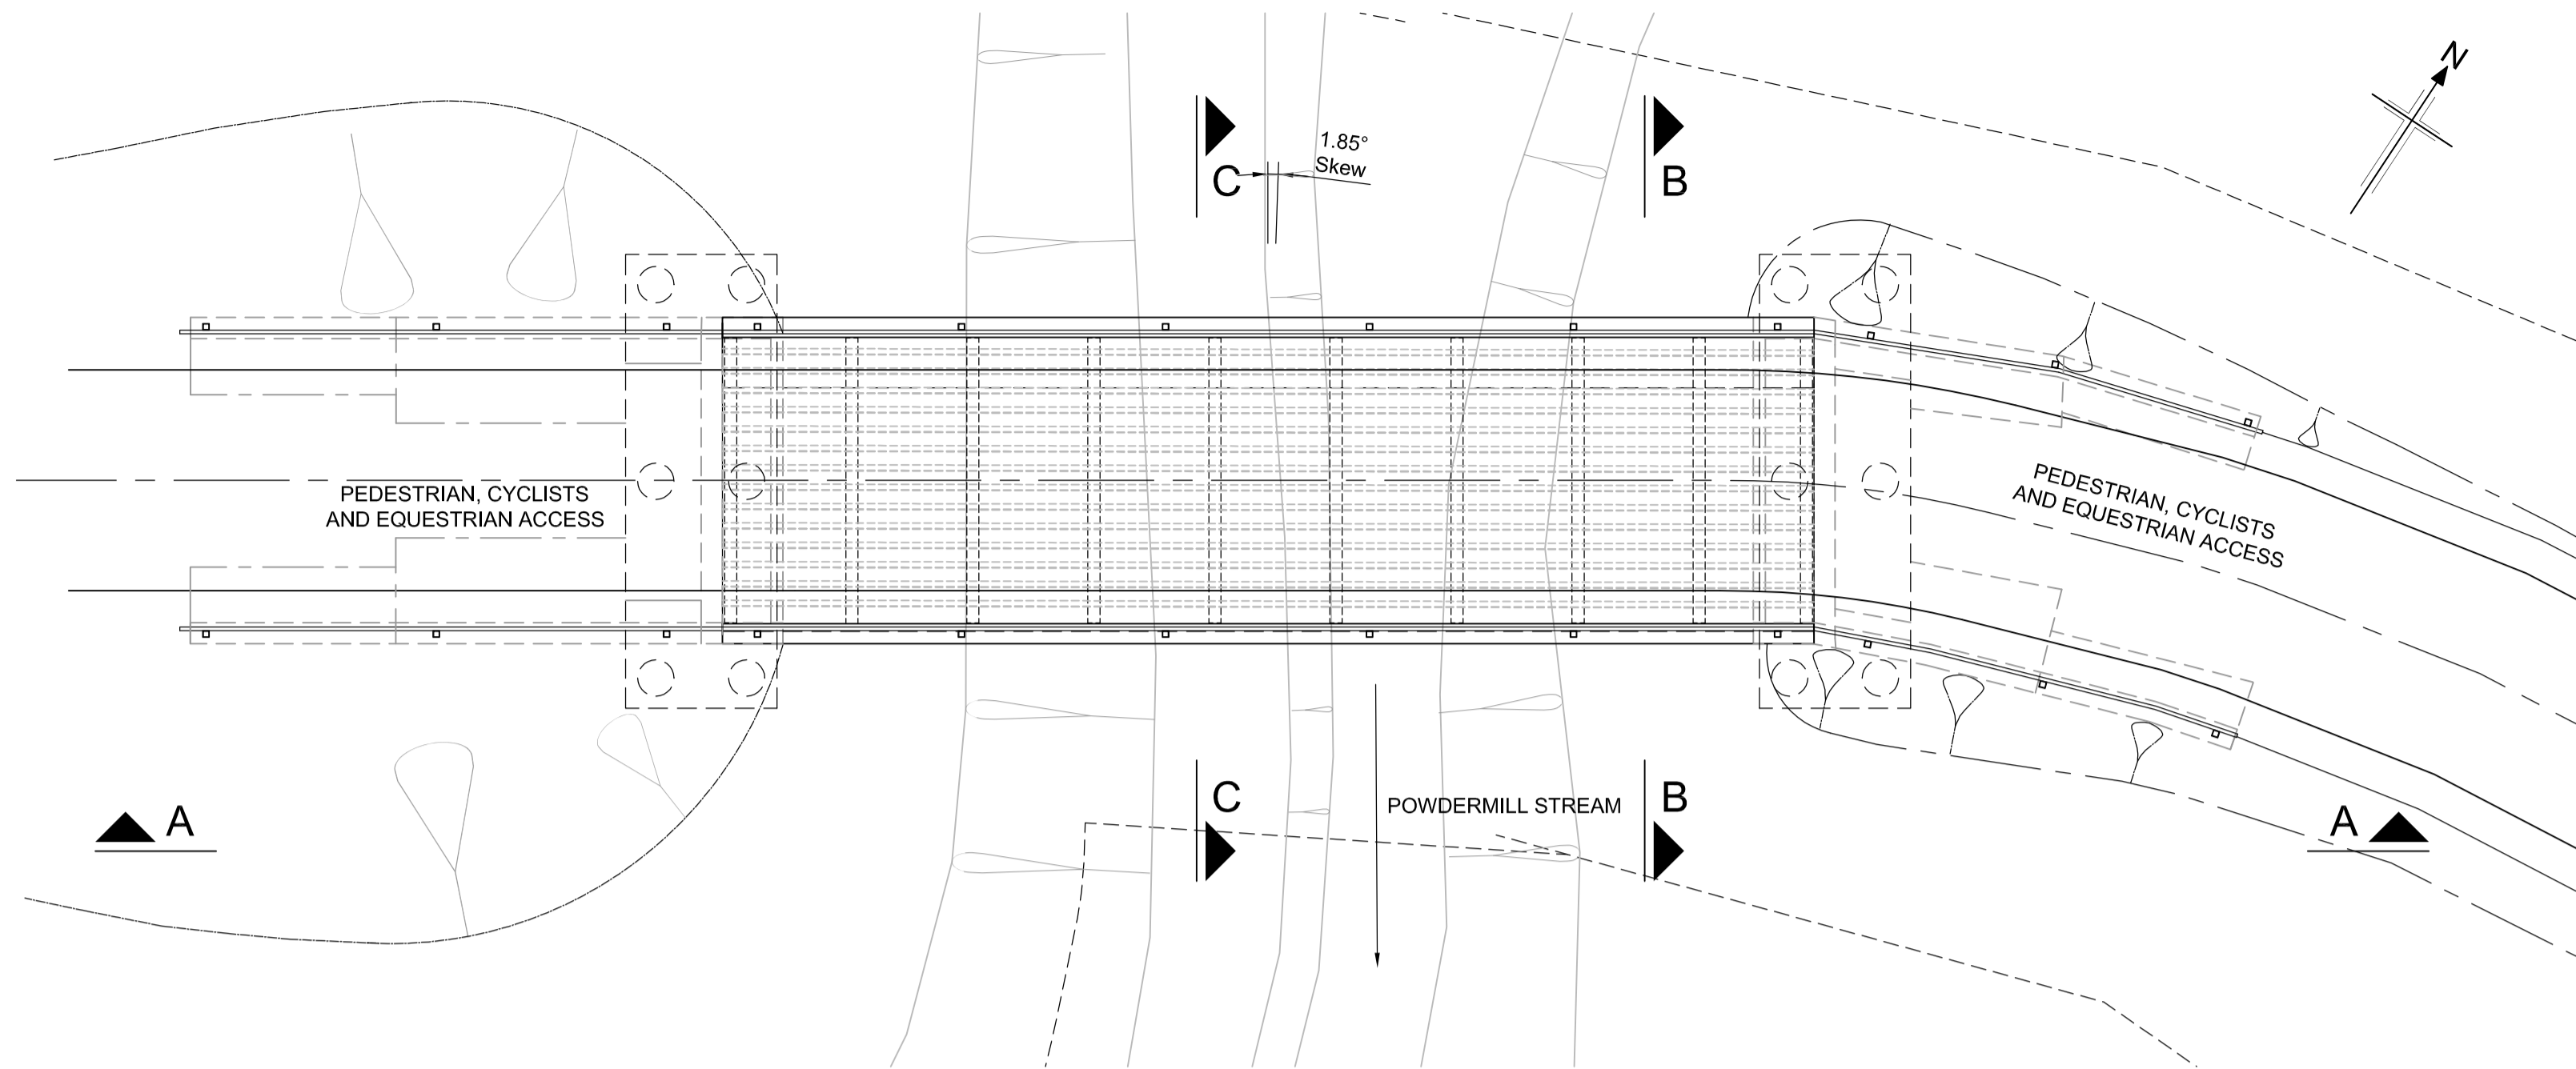 N
1.85°
Skew
C
B
PEDESTRIAN, CYCLISTS
AND EQUESTRIAN ACCESS
PEDESTRIAN, CYCLISTS
AND EQUESTRIAN ACCESS
C
POWDERMILL STREAM
B
A
A